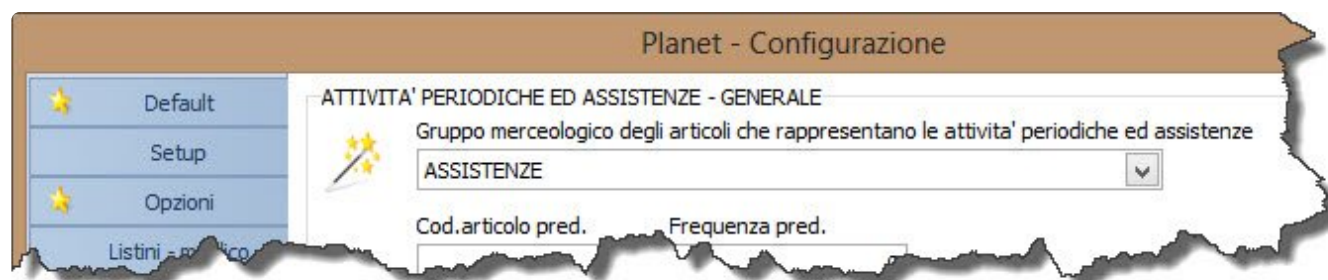 Planet - Configurazione
Default
Setup
Opzioni
Listini -
ATTIVITA' PERIODICHE ED ASSISTENZE - GENERALE
Gruppo merceologico degli articoli che rappresentano le attivita' periodiche ed assistenze
ASSISTENZE
Cod.articolo pred. Frequenza pred.